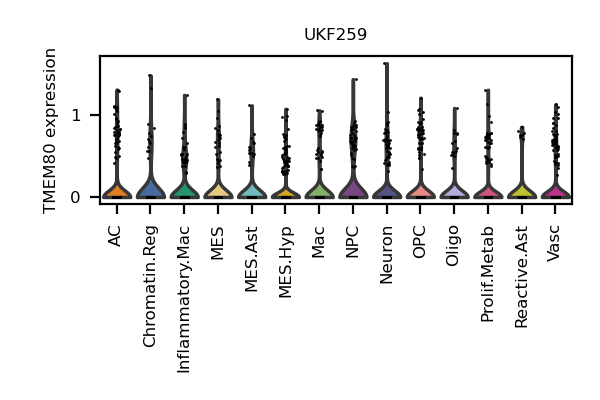 UKF259
TMEM80 expression
1
0
AC
Chromatin.Reg
Inflammatory.Mac
MES
MES.Ast
MES.Hyp
Mac
NPC
Neuron
OPC
Oligo
Prolif.Metab
Reactive.Ast
Vasc